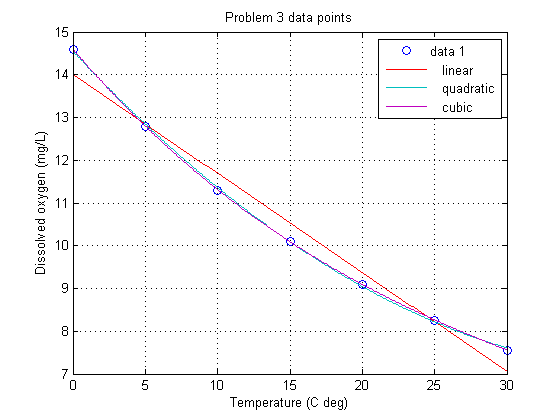 Problem 3 data points
15
14
13
12
11
10
9
8
7
0
5
10
15
20
25
30
Dissolved oxygen (mg/L)
Temperature (C deg)
data 1
linear
quadratic
cubic